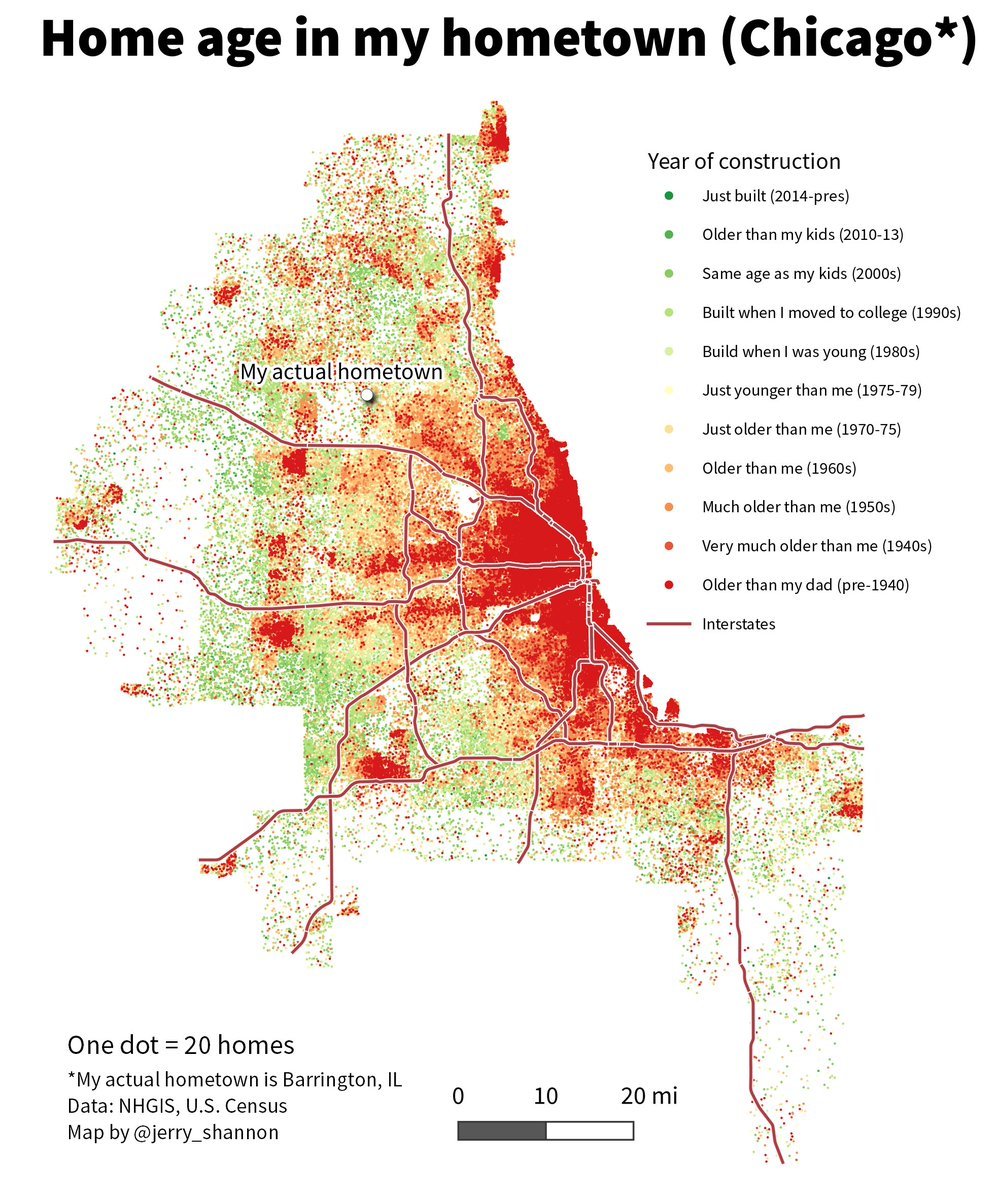 Home age in my hometown (Chicago*)
Year of construction
Just built (2014-pres)
Older than my kids (2010-13)
Same age as my kids (2000s)
Built when I moved to college (1990s)
Build when I was young (1980s)
Just younger than me (1975-79)
Just older than me (1970-75)
Older than me (1960s)
Much older than me (1950s)
Very much older than me (1940s)
Older than my dad (pre-1940)
Interstates
My actual hometown
One dot = 20 homes
*My actual hometown is Barrington, IL
Data: NHGIS, U.S. Census
Map by @jerry_shannon
0 10 20 mi